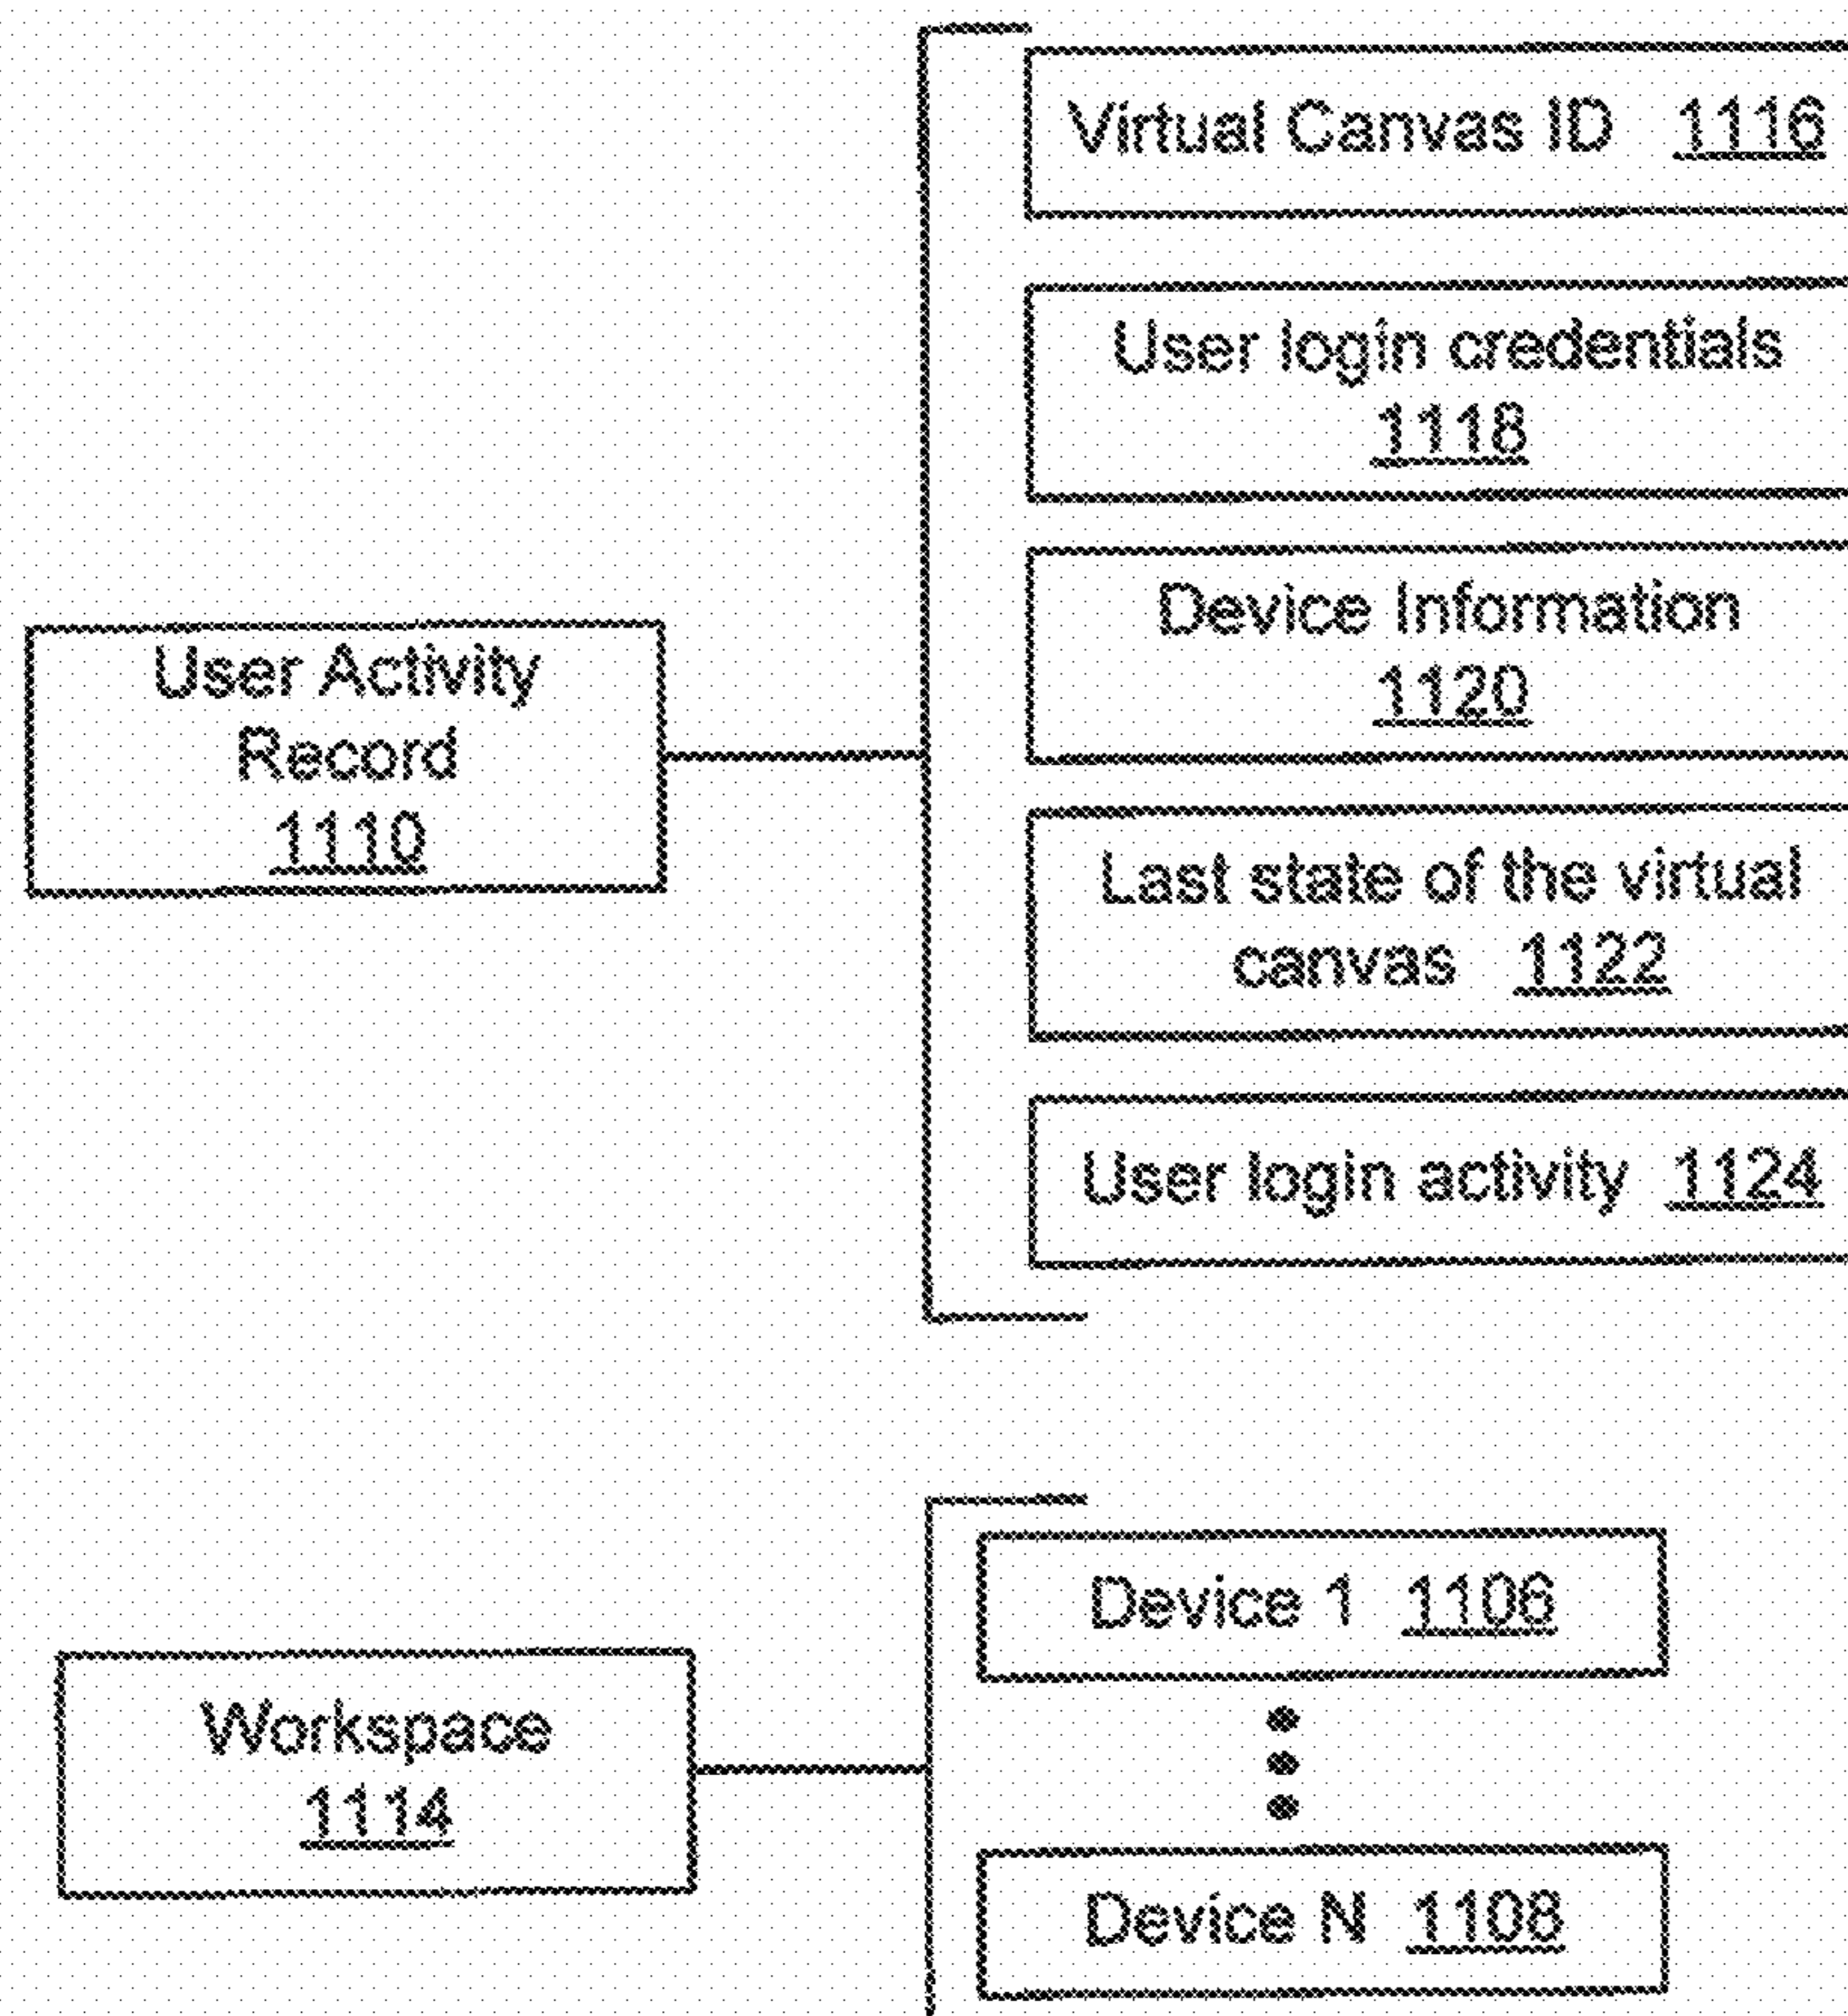 Virtual Canvas ID 1116
User login credentials
1118
Device Information
1120
User Activity
Record
1110
Last state of the virtual
canvas 1122
User login activity 1124
Device 1 1106
Workspace
1114
Device N 1108